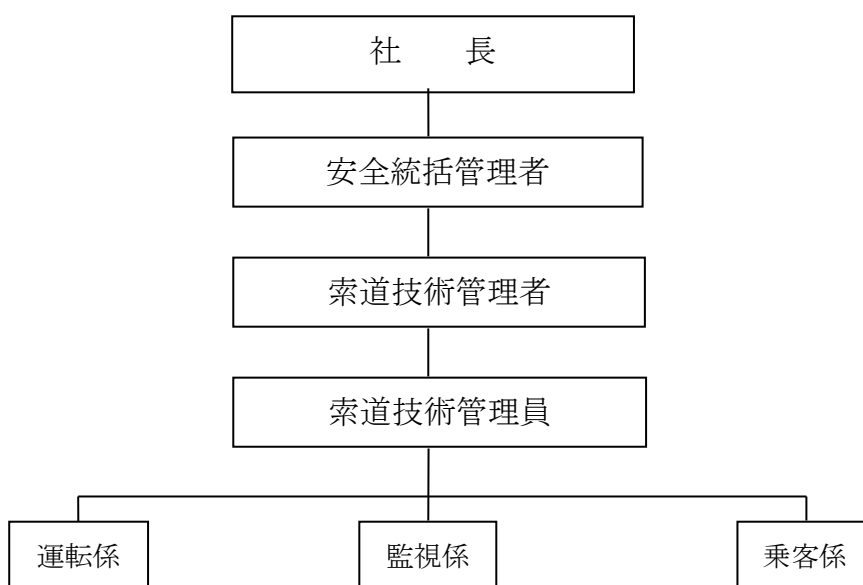 社　　長
安全統括管理者
索道技術管理者
索道技術管理員
運転係
監視係
乗客係